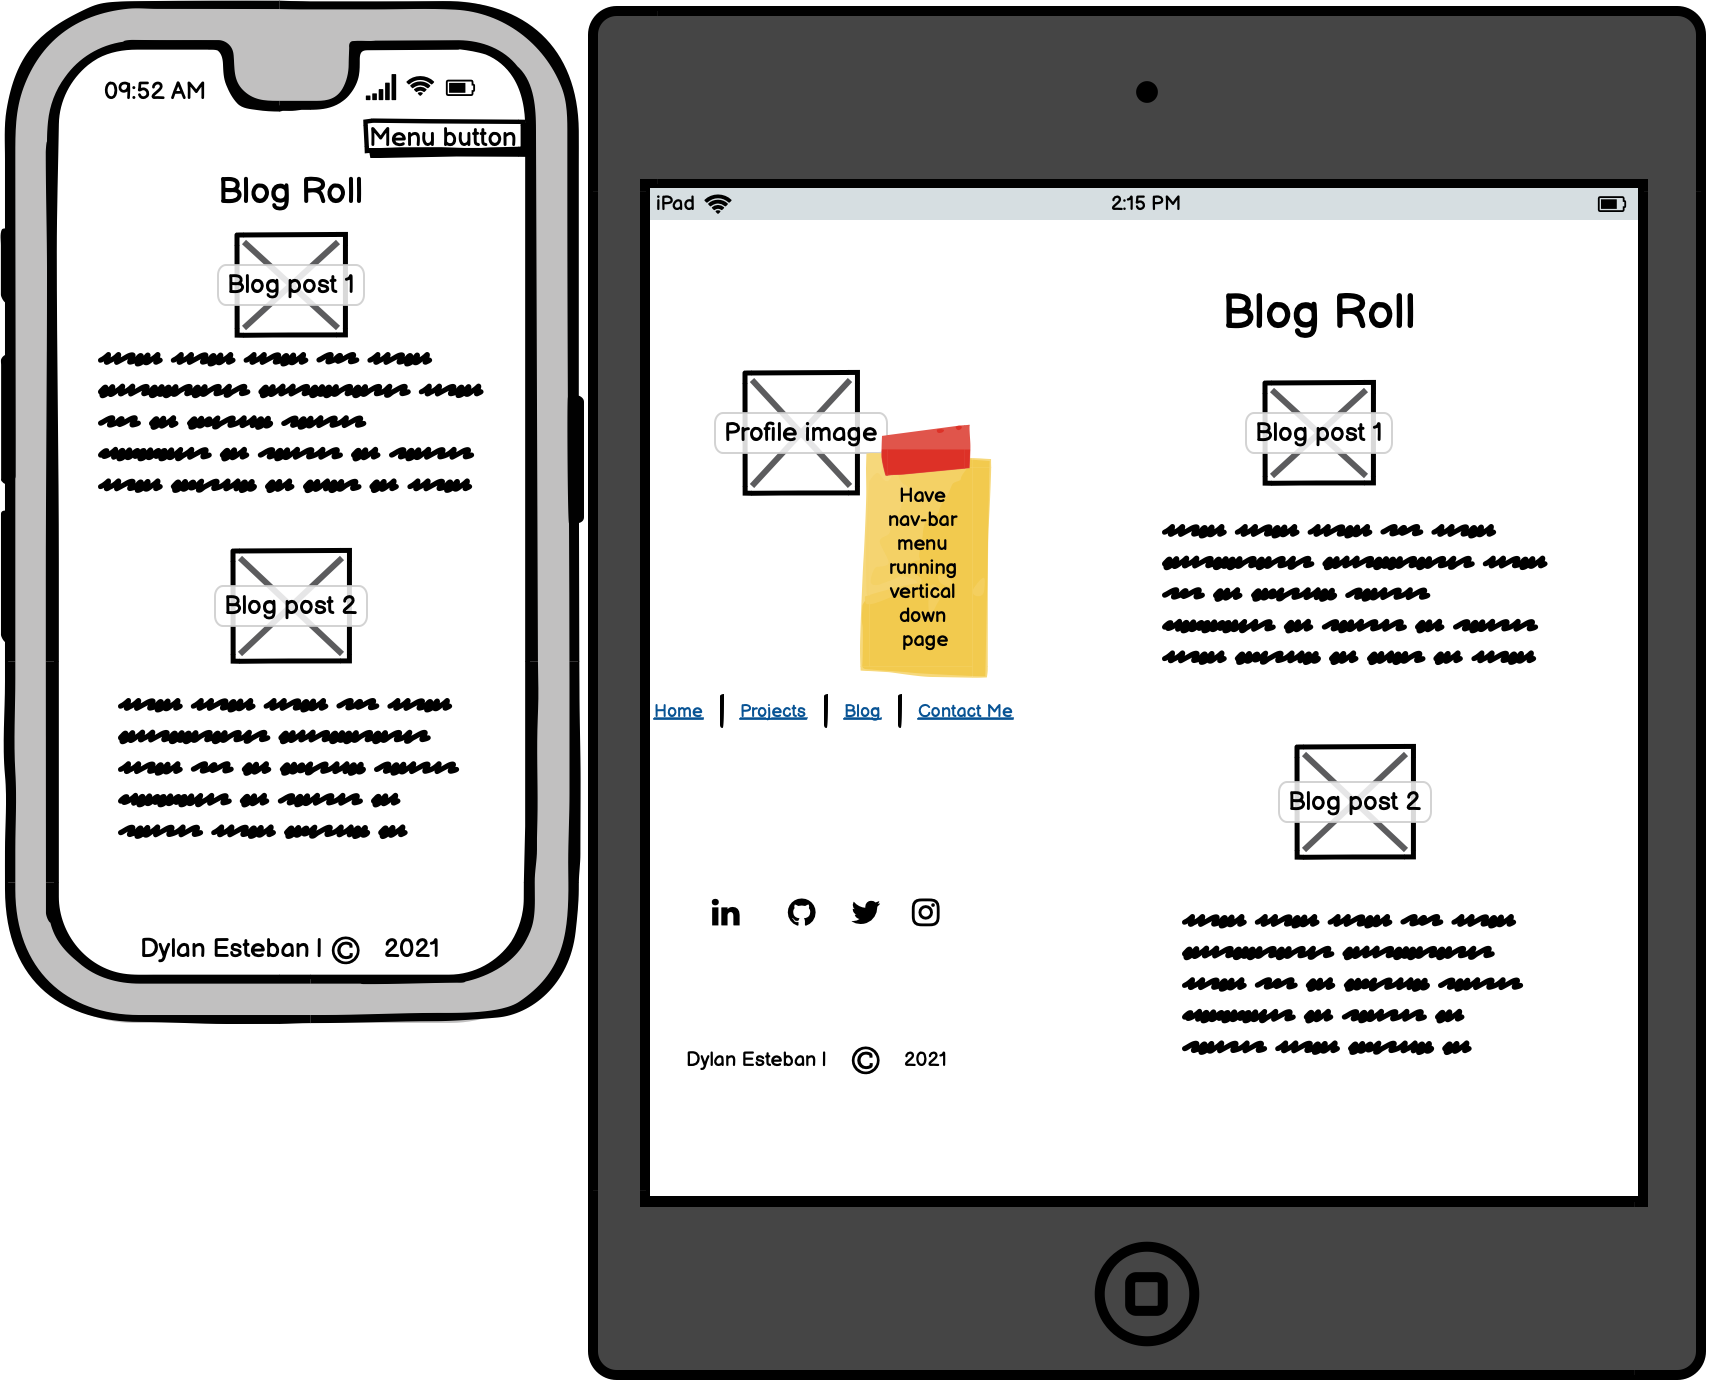 09:52 AM
Menu button
Blog Roll
Blog post 1
Blog post 2
Dylan Esteban | © 2021
iPad
2:15 PM
Profile image
Have
nav-bar
menu
running
vertical
down
page
Home | Projects | Blog | Contact Me
in
Dylan Esteban | © 2021
Blog Roll
Blog post 1
Blog post 2